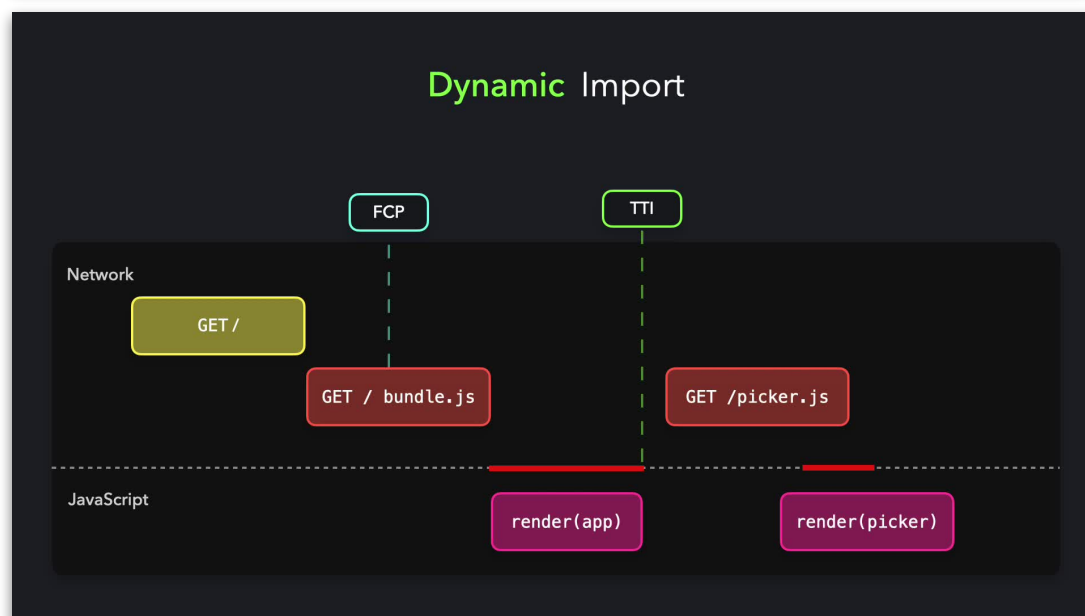 Dynamic Import
FCP
TTI
Network
GET /
GET / bundle.js
GET /picker.js
JavaScript
render(app)
render(picker)